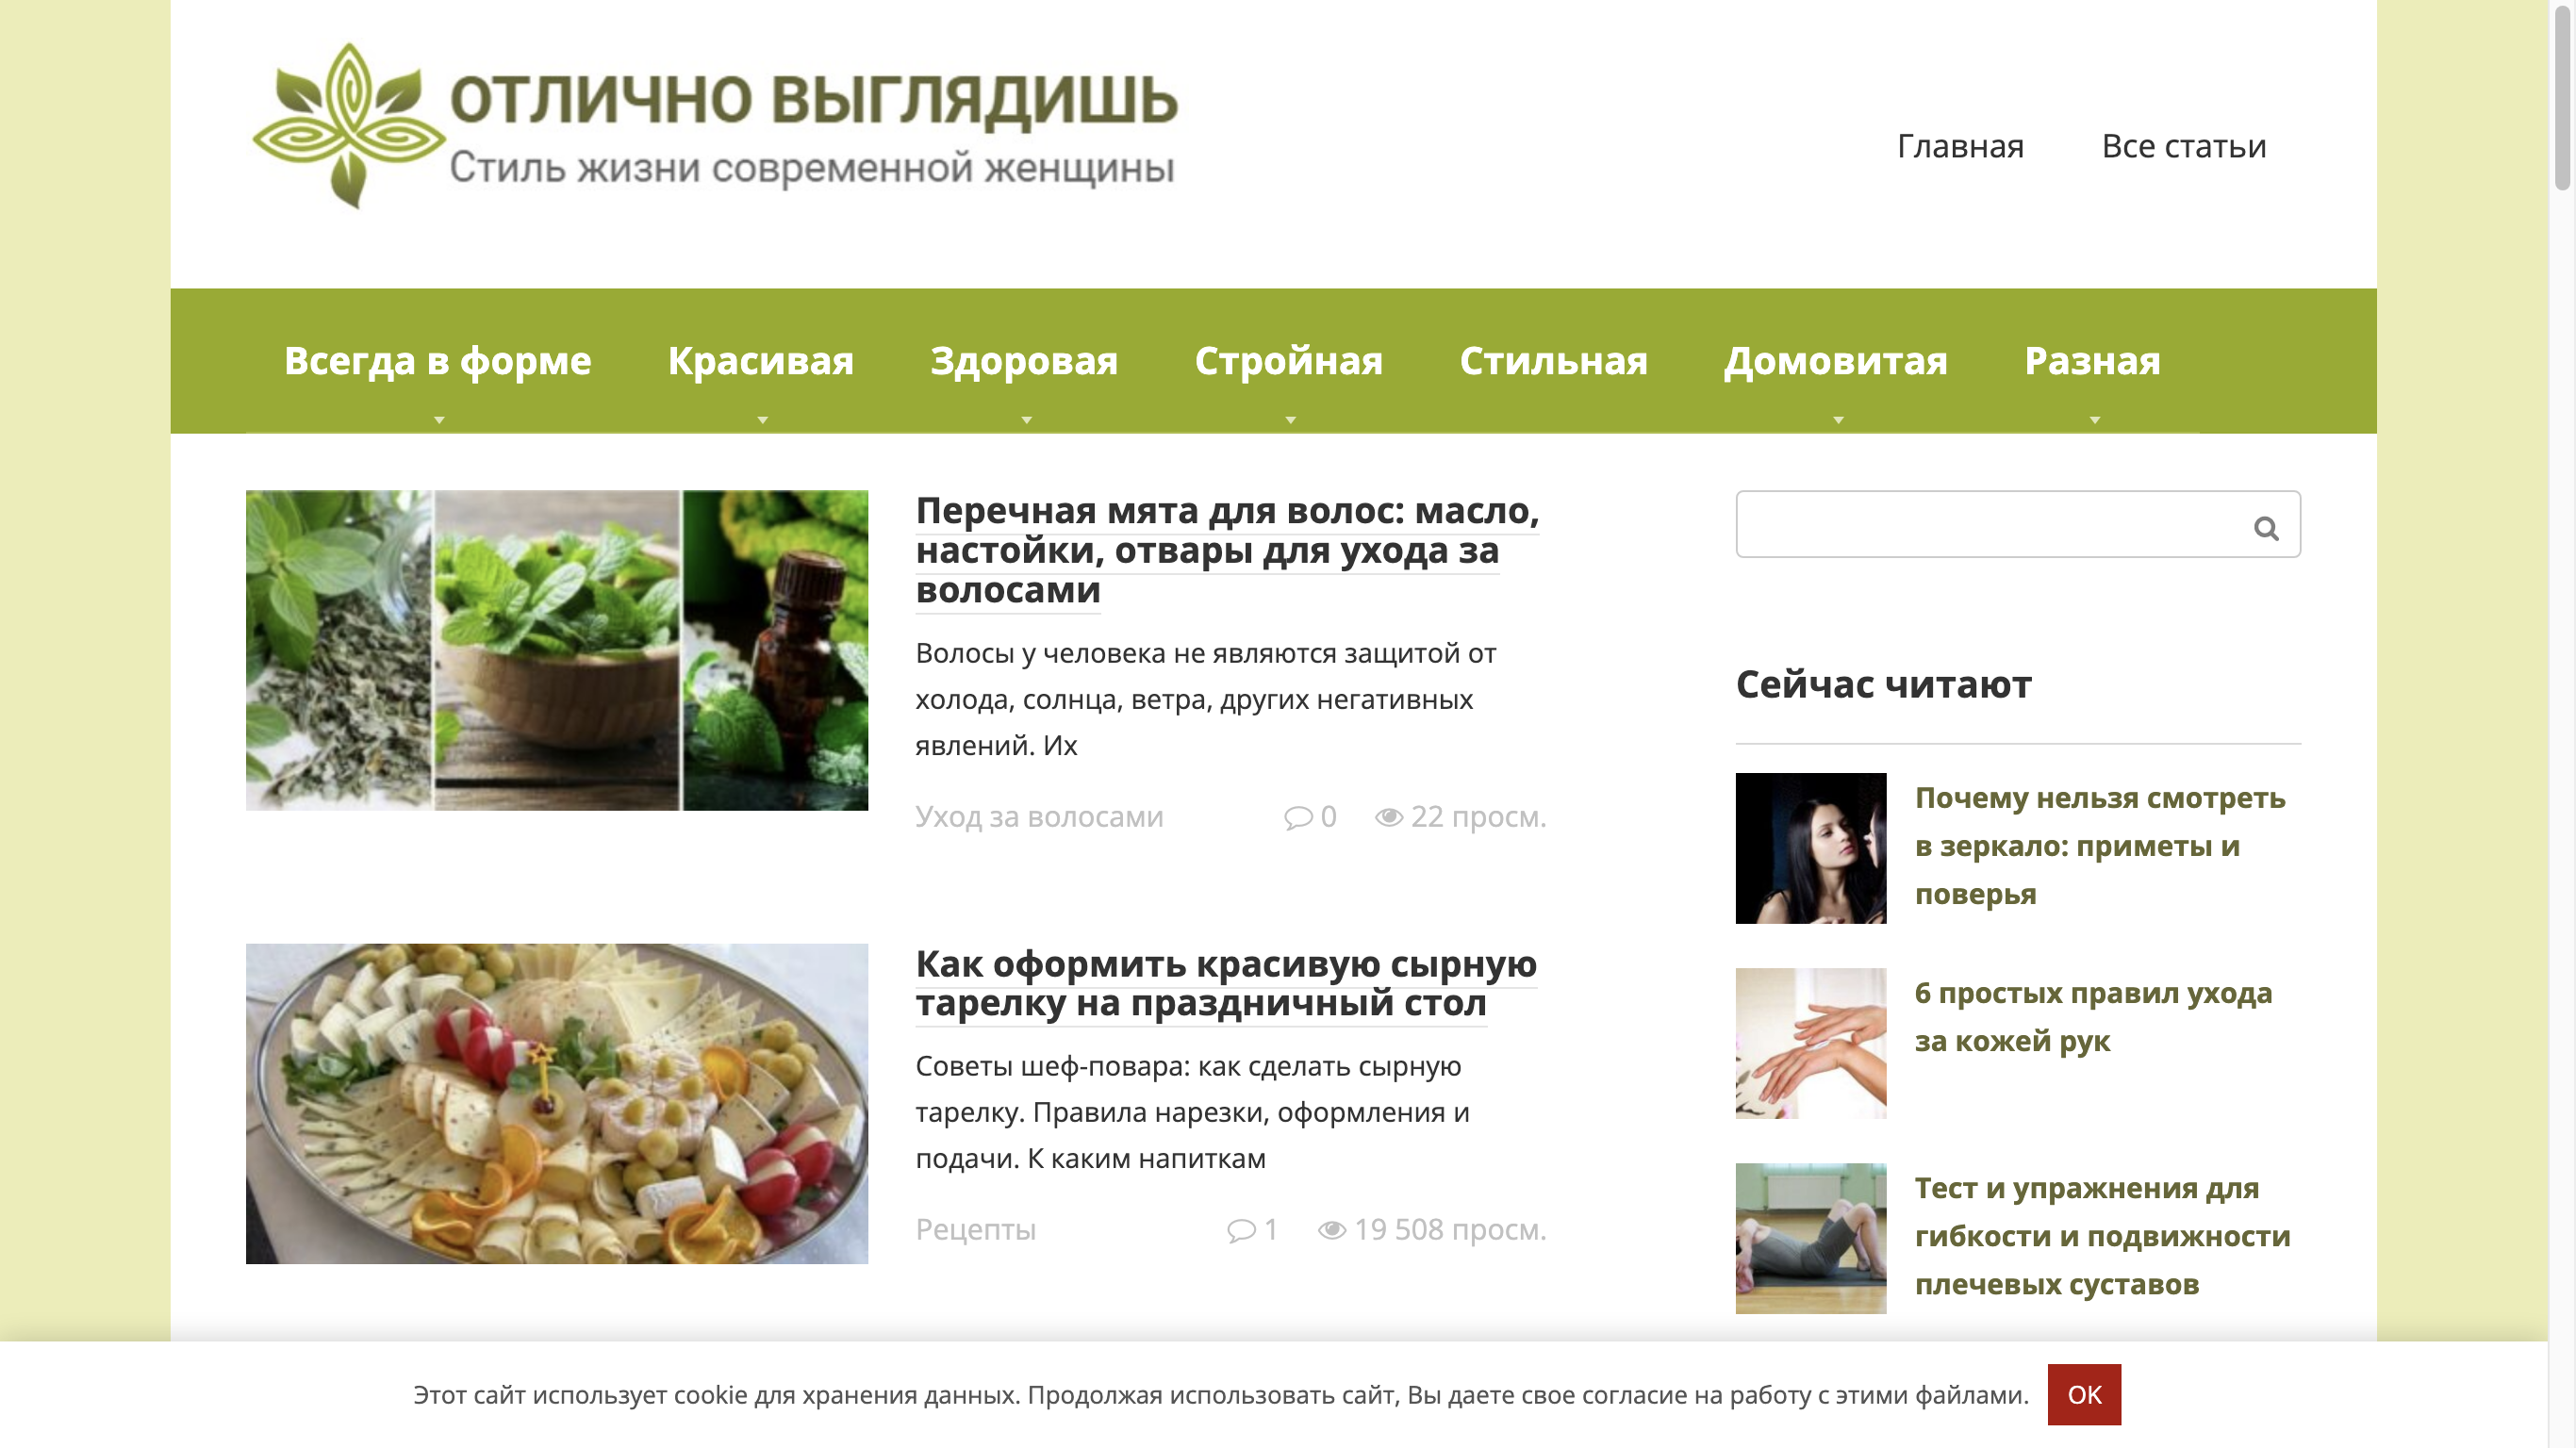 ОТЛИЧНО ВЫГЛЯДИШЬ
Стиль жизни современной женщины
Главная
Все статьи
Всегда в форме
Красивая
Здоровая
Стройная
Стильная
Домовитая
Разная
Перечная мята для волос: масло,
настойки, отвары для ухода за
волосами
Волосы у человека не являются защитой от
холода, солнца, ветра, других негативных
явлений. Их
Уход за волосами
0
22 просм.
Как оформить красивую сырную
тарелку на праздничный стол
Советы шеф-повара: как сделать сырную
тарелку. Правила нарезки, оформления и
подачи. К каким напиткам
Рецепты
1
19 508 просм.
Сейчас читают
Почему нельзя смотреть
в зеркало: приметы и
поверья
6 простых правил ухода
за кожей рук
Тест и упражнения для
гибкости и подвижности
плечевых суставов
Этот сайт использует cookie для хранения данных. Продолжая использовать сайт, Вы даете свое согласие на работу с этими файлами.
OK